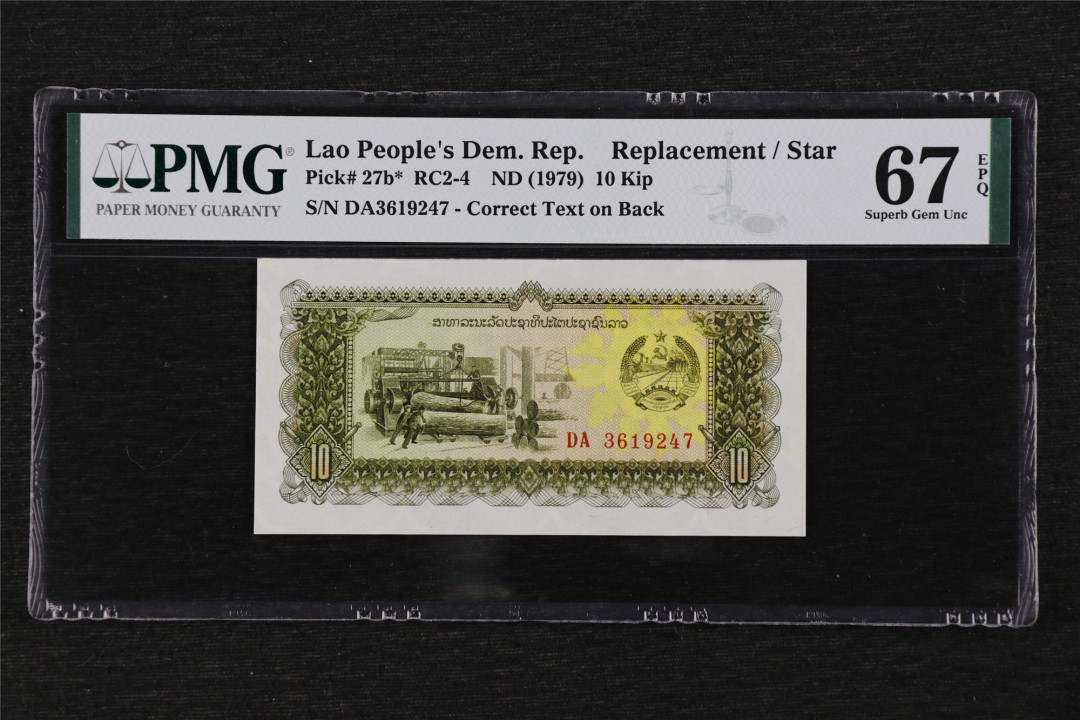 PMG®
PAPER MONEY GUARANTY
Lao People's Dem. Rep. Replacement / Star
Pick# 27b* RC2-4 ND (1979) 10 Kip
S/N DA3619247 - Correct Text on Back
67
EPQ
Superb Gem Unc
ສາທາລະນະລັດປະຊາທິປະໄຕປະຊາຊົນລາວ
DA 3619247
10
10